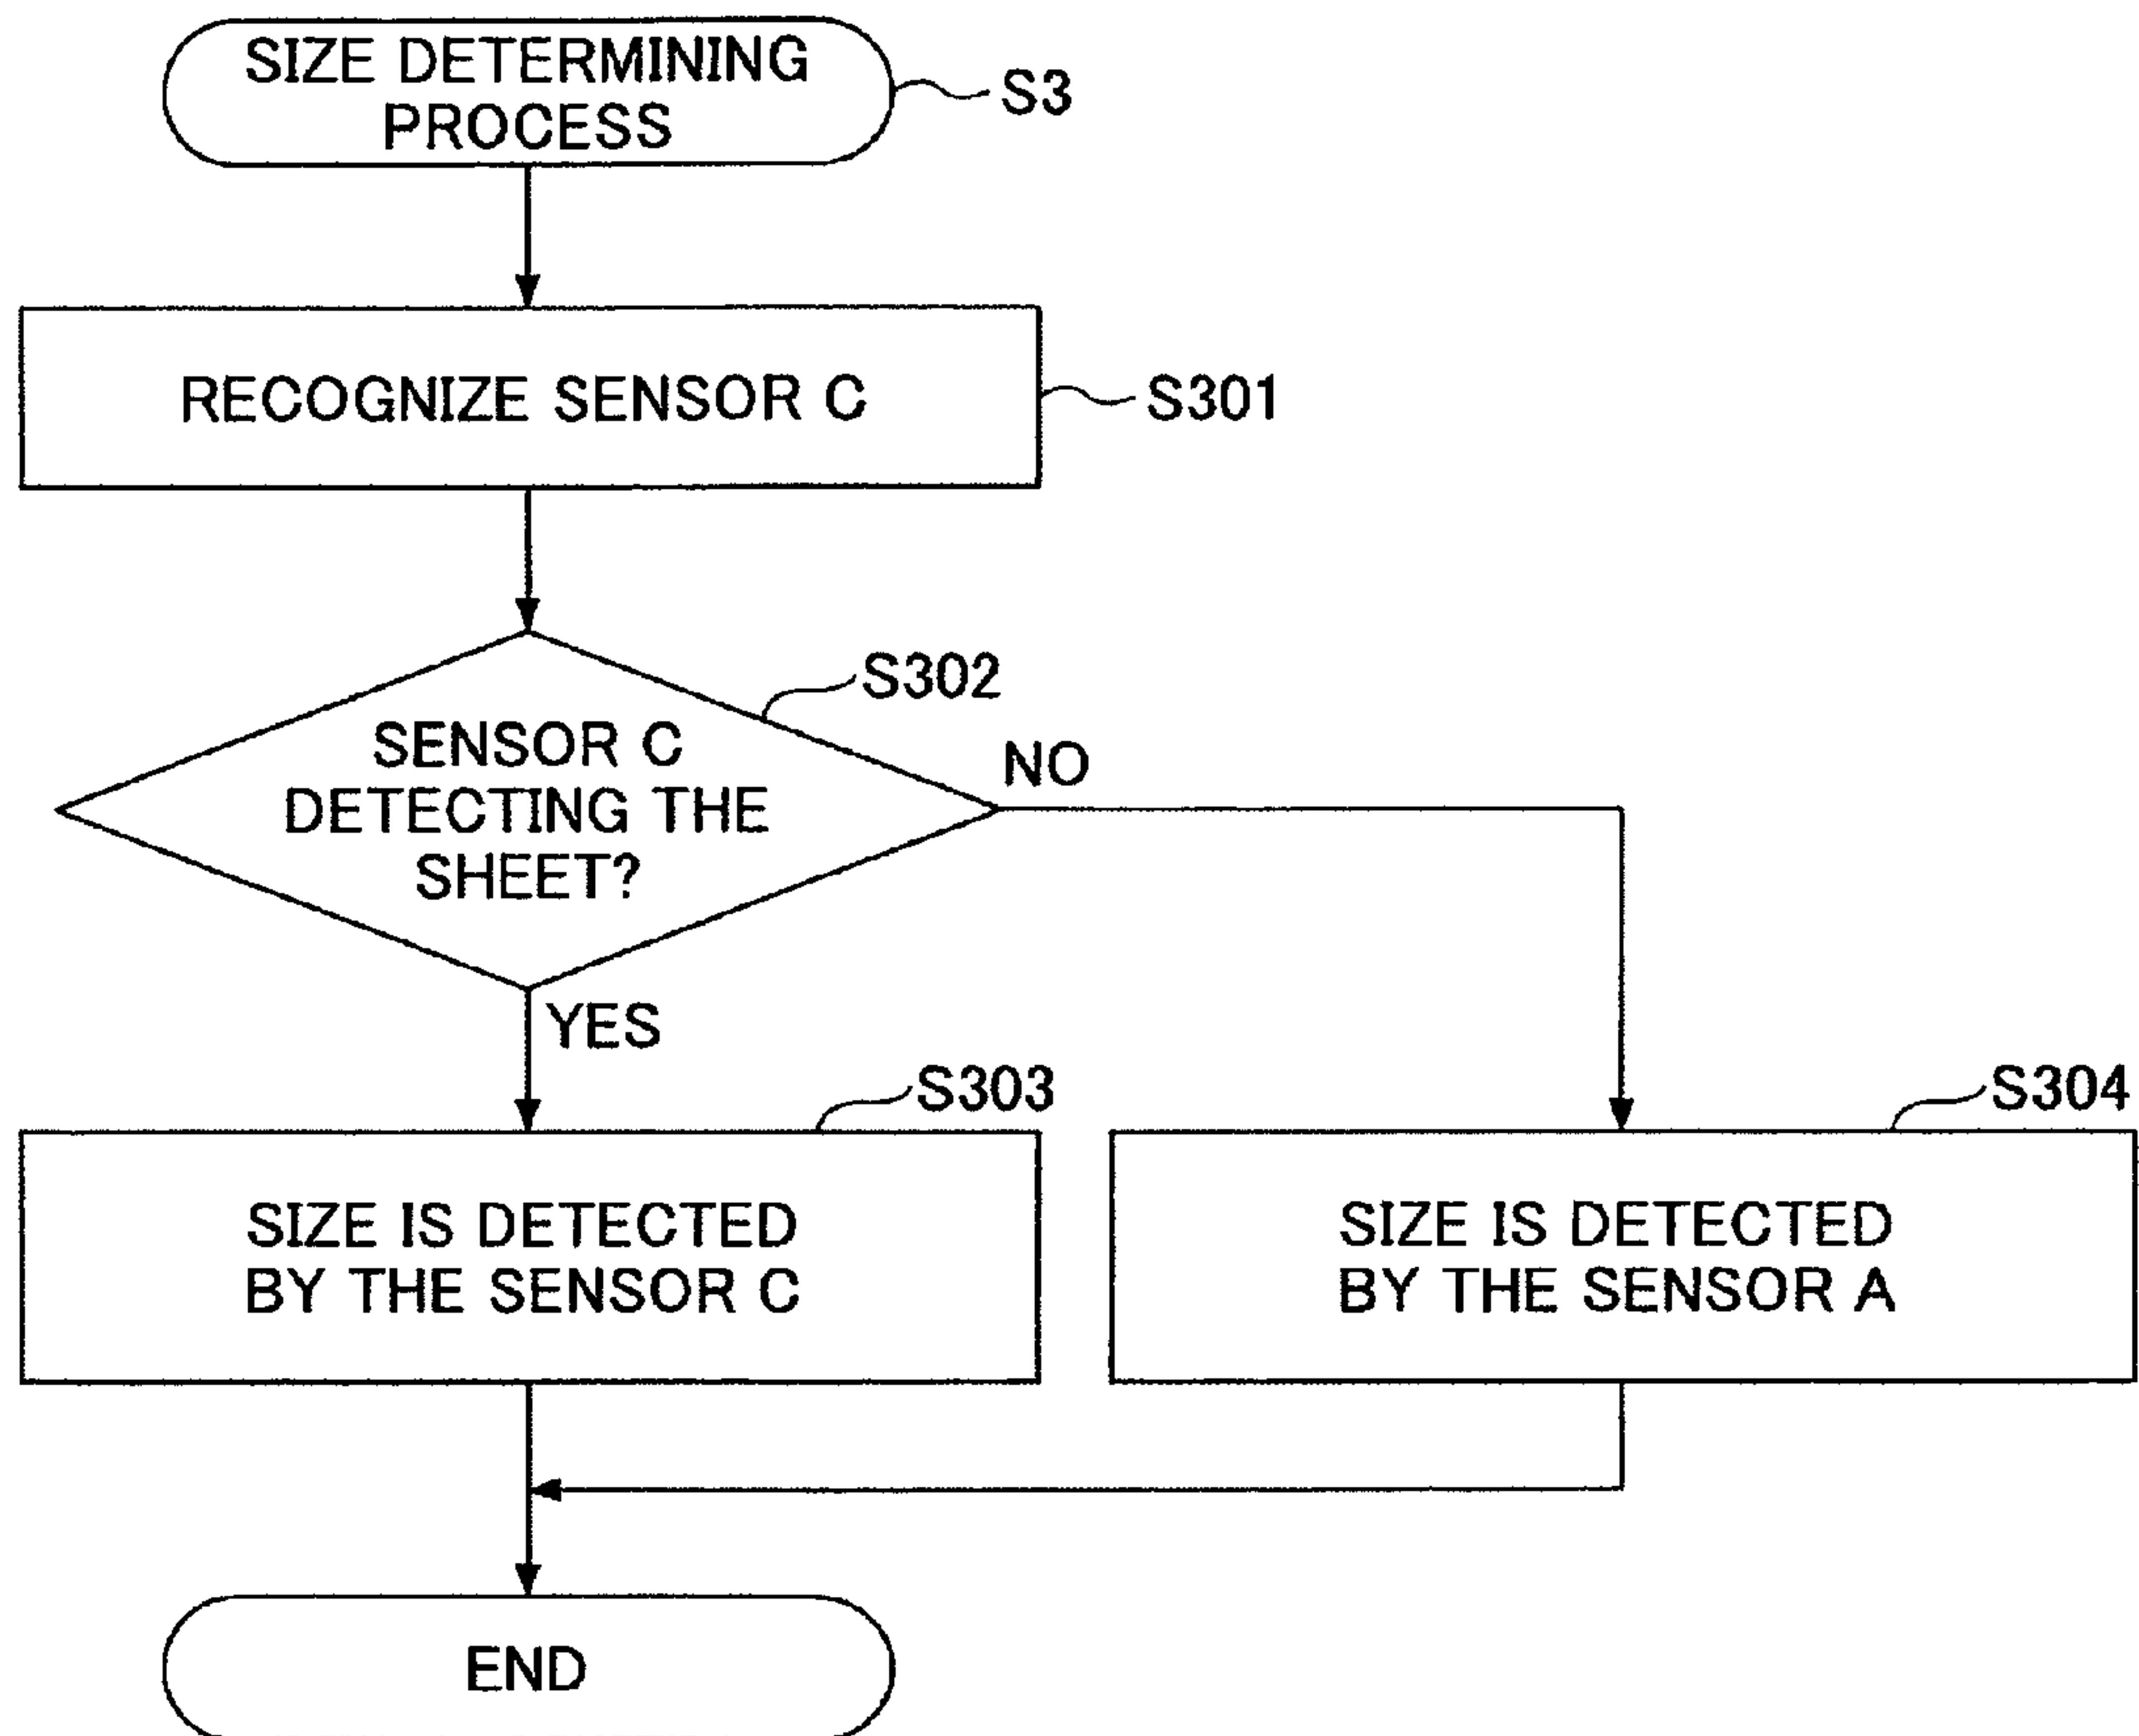 SIZE DETERMINING
PROCESS
S3
RECOGNIZE SENSOR C
S301
S302
SENSOR C
DETECTING THE
SHEET?
NO
YES
S303
S304
SIZE IS DETECTED
BY THE SENSOR C
SIZE IS DETECTED
BY THE SENSOR A
END